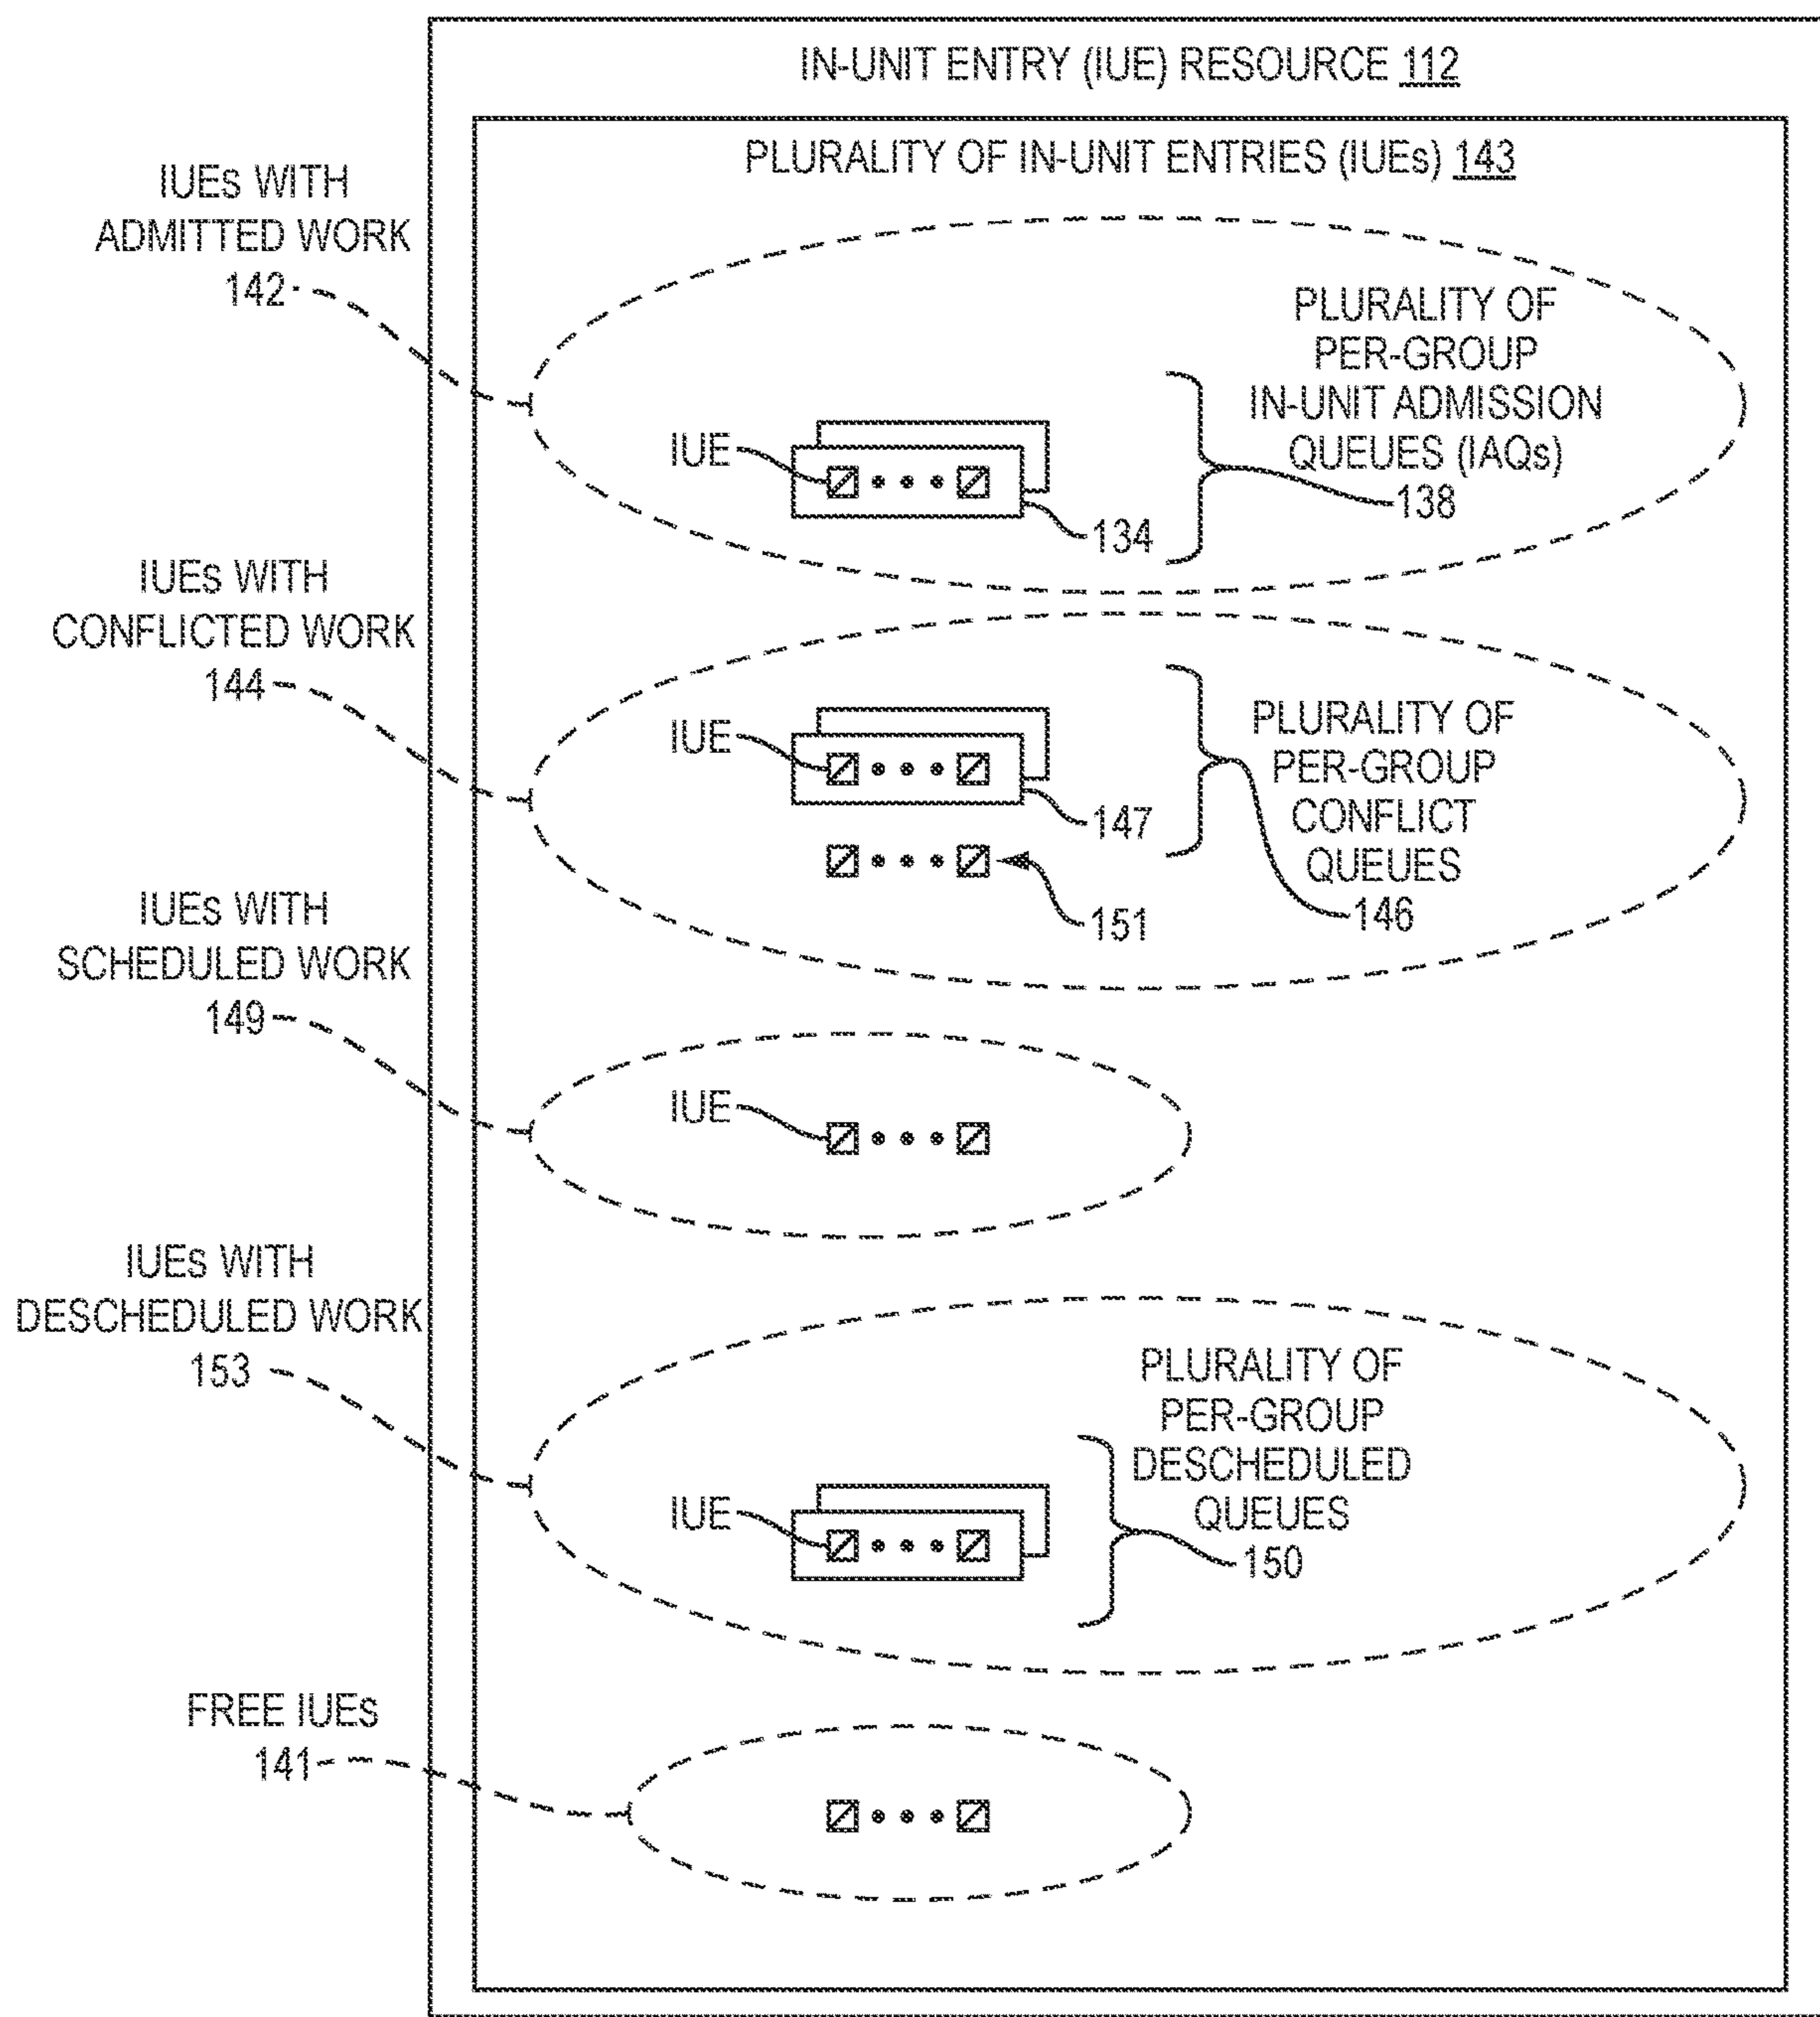 IN-UNIT ENTRY (IUE) RESOURCE 112
PLURALITY OF IN-UNIT ENTRIES (IUEs) 143
IUEs WITH
ADMITTED WORK
142
PLURALITY OF
PER-GROUP
IN-UNIT ADMISSION
QUEUES (IAQs)
138
IUE
134
IUEs WITH
CONFLICTED WORK
144
IUE
147
151
PLURALITY OF
PER-GROUP
CONFLICT
QUEUES
146
IUEs WITH
SCHEDULED WORK
149
IUE
IUEs WITH
DESCHEDULED WORK
153
PLURALITY OF
PER-GROUP
DESCHEDULED
QUEUES
150
IUE
FREE IUEs
141